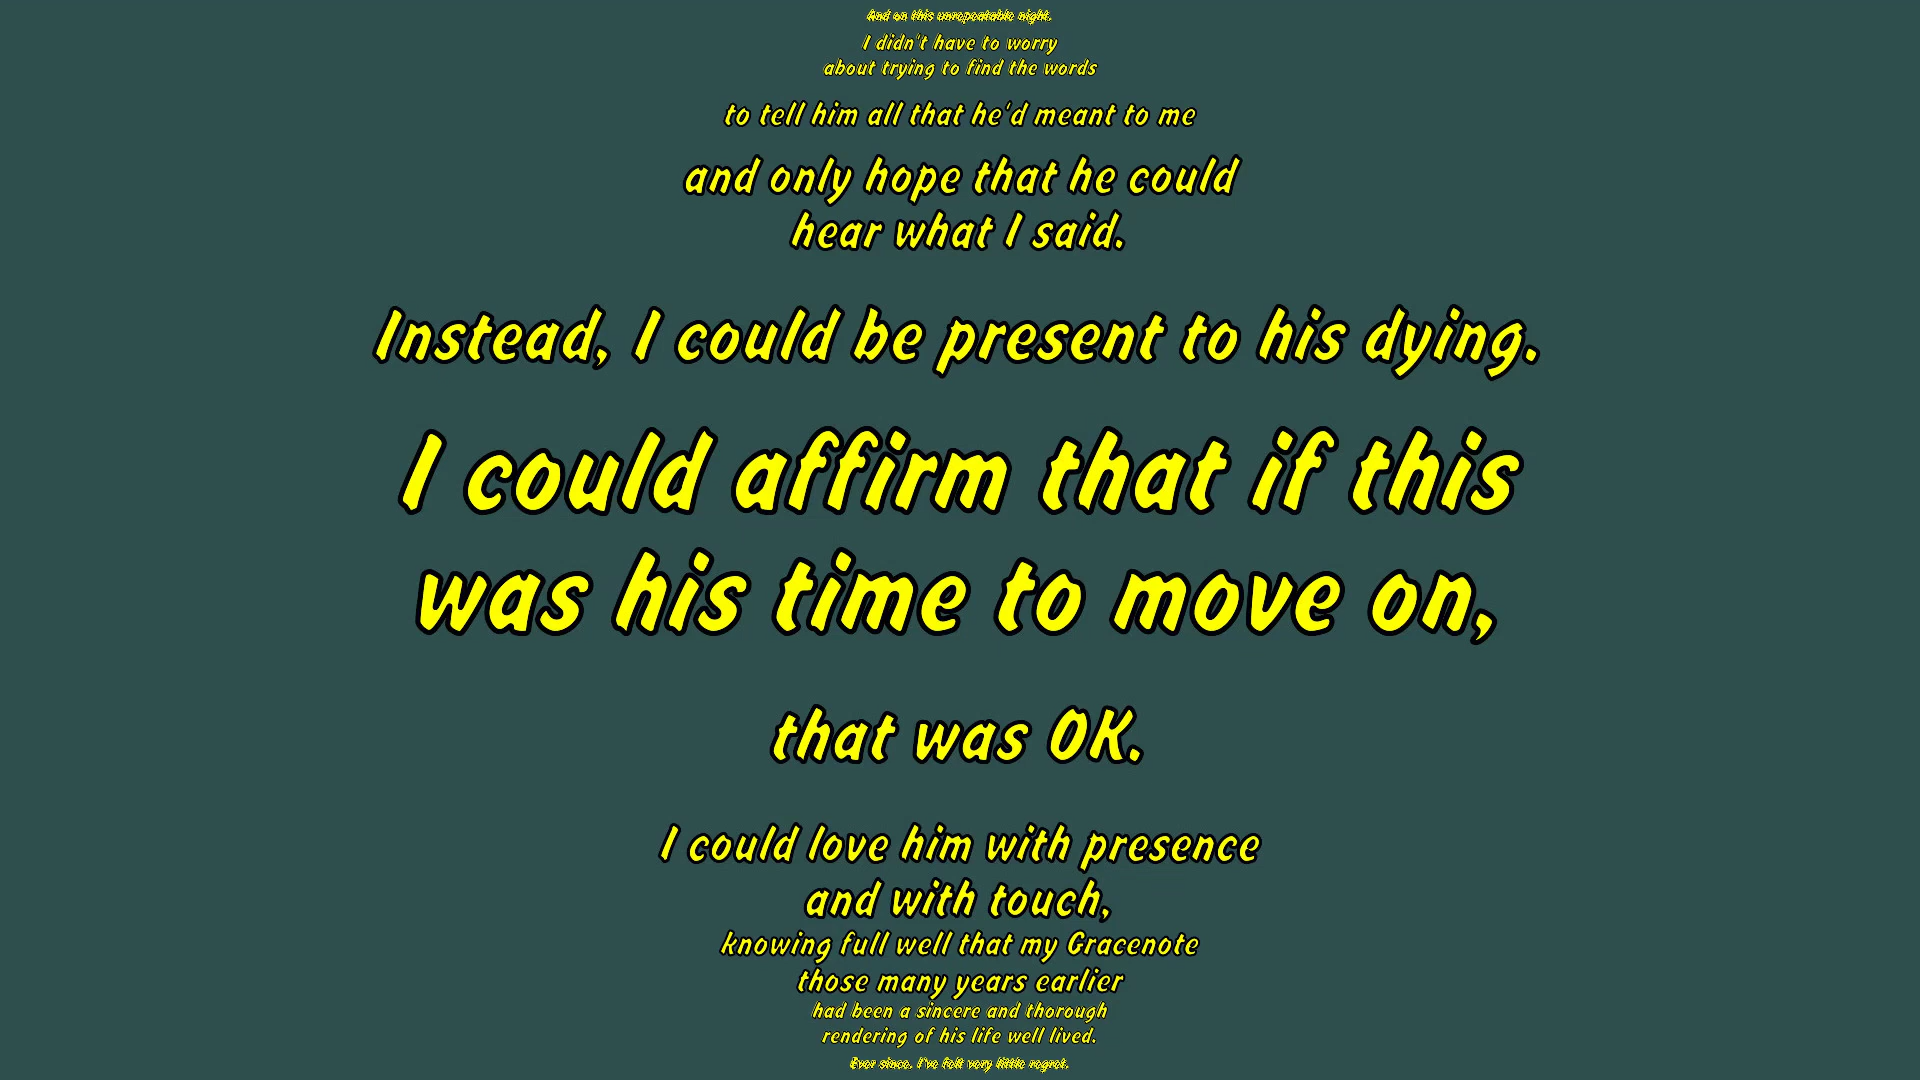 And on this unrepeatable night,
I didn't have to worry
about trying to find the words
to tell him all that he'd meant to me
and only hope that he could
hear what I said.
Instead, I could be present to his dying.
I could affirm that if this
was his time to move on,
that was OK.
I could love him with presence
and with touch,
knowing full well that my Gracenote
those many years earlier
had been a sincere and thorough
rendering of his life well lived.
Ever since, I've felt very little regret.